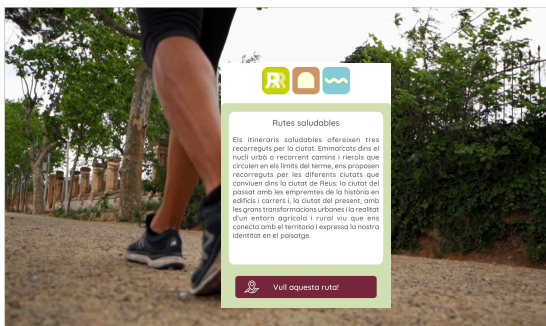 Rutes saludables
Els itineraris saludables ofereixen tres
recorreguts per la ciutat. Emmarcats dins el
nucli urbà o recorrent camins i rierols que
circulen en els límits del terme, ens proposen
recorreguts per les diferents ciutats que
conviuen dins la ciutat de Reus: la ciutat del
passat amb les empremtes de la història en
edificis i carrers i, la ciutat del present, amb
les grans transformacions urbanes i la realitat
d'un entorn agrícola i rural viu que ens
conecta amb el territorio i expressa la nostra
identitat en el paisatge.
Vull aquesta ruta!